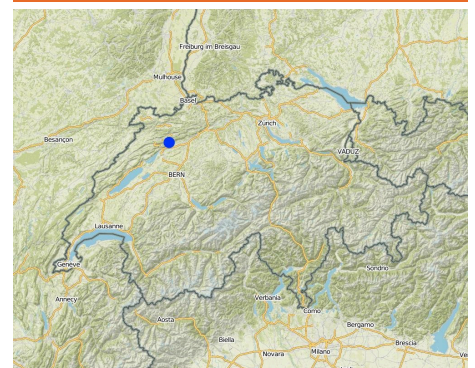 Freiburg im Breisgau
Mulhouse
Basel
Besançon
Zürich
VADUZ
BERN
Lausanne
Genève
Sondrio
Annecy
Verbania
Como
Aosta
Bergamo
Biella
Brescia
Milano
Novara